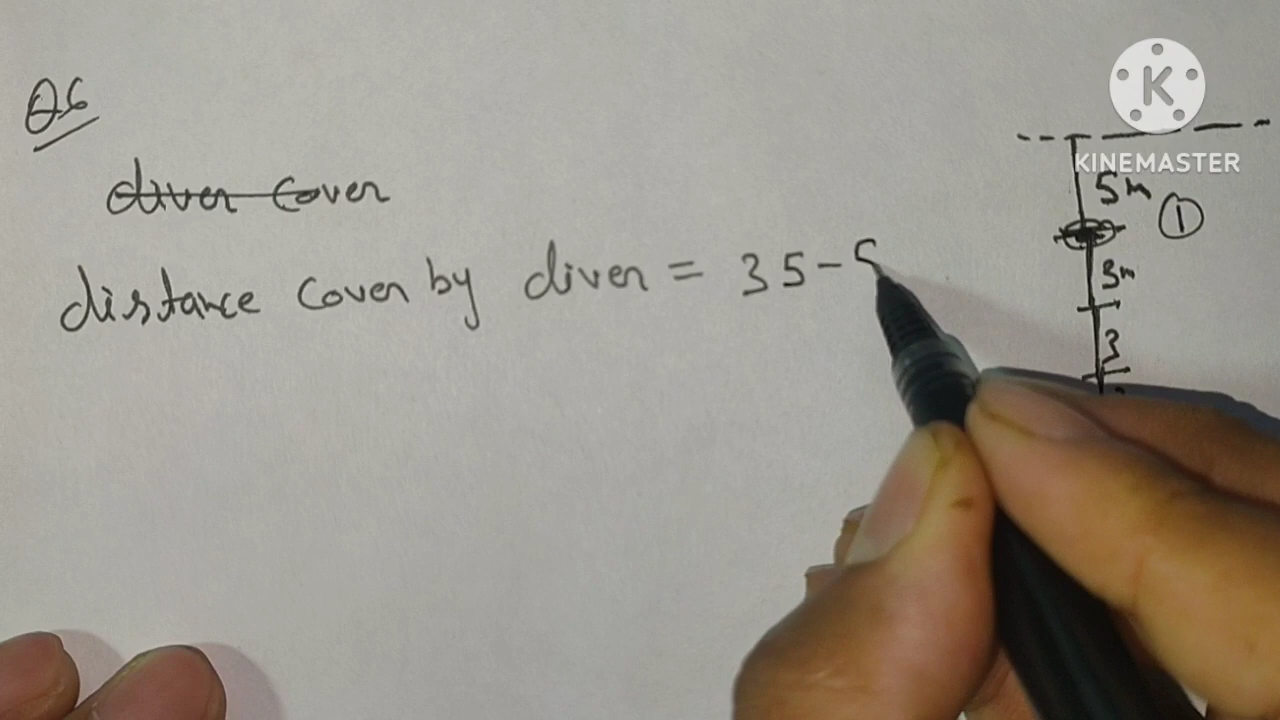 Q6
diver cover
distance cover by diver = 35-5
5m
①
3m
3
K
KINEMASTER